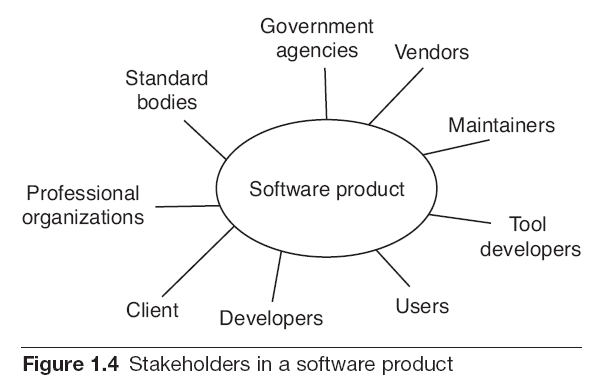 Government
agencies
Vendors
Standard
bodies
Maintainers
Software product
Professional
organizations
Tool
developers
Client
Developers
Users
Figure 1.4 Stakeholders in a software product